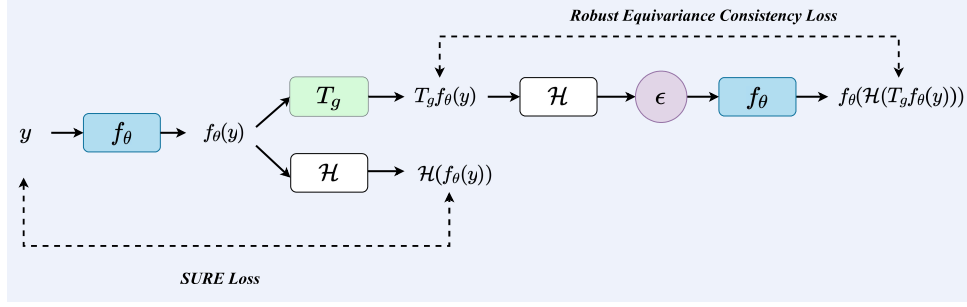 Robust Equivariance Consistency Loss
T_g
T_g f_θ(y)
ℋ
ϵ
f_θ
f_θ(ℋ(T_g f_θ(y)))
y
f_θ
f_θ(y)
ℋ
ℋ(f_θ(y))
SURE Loss